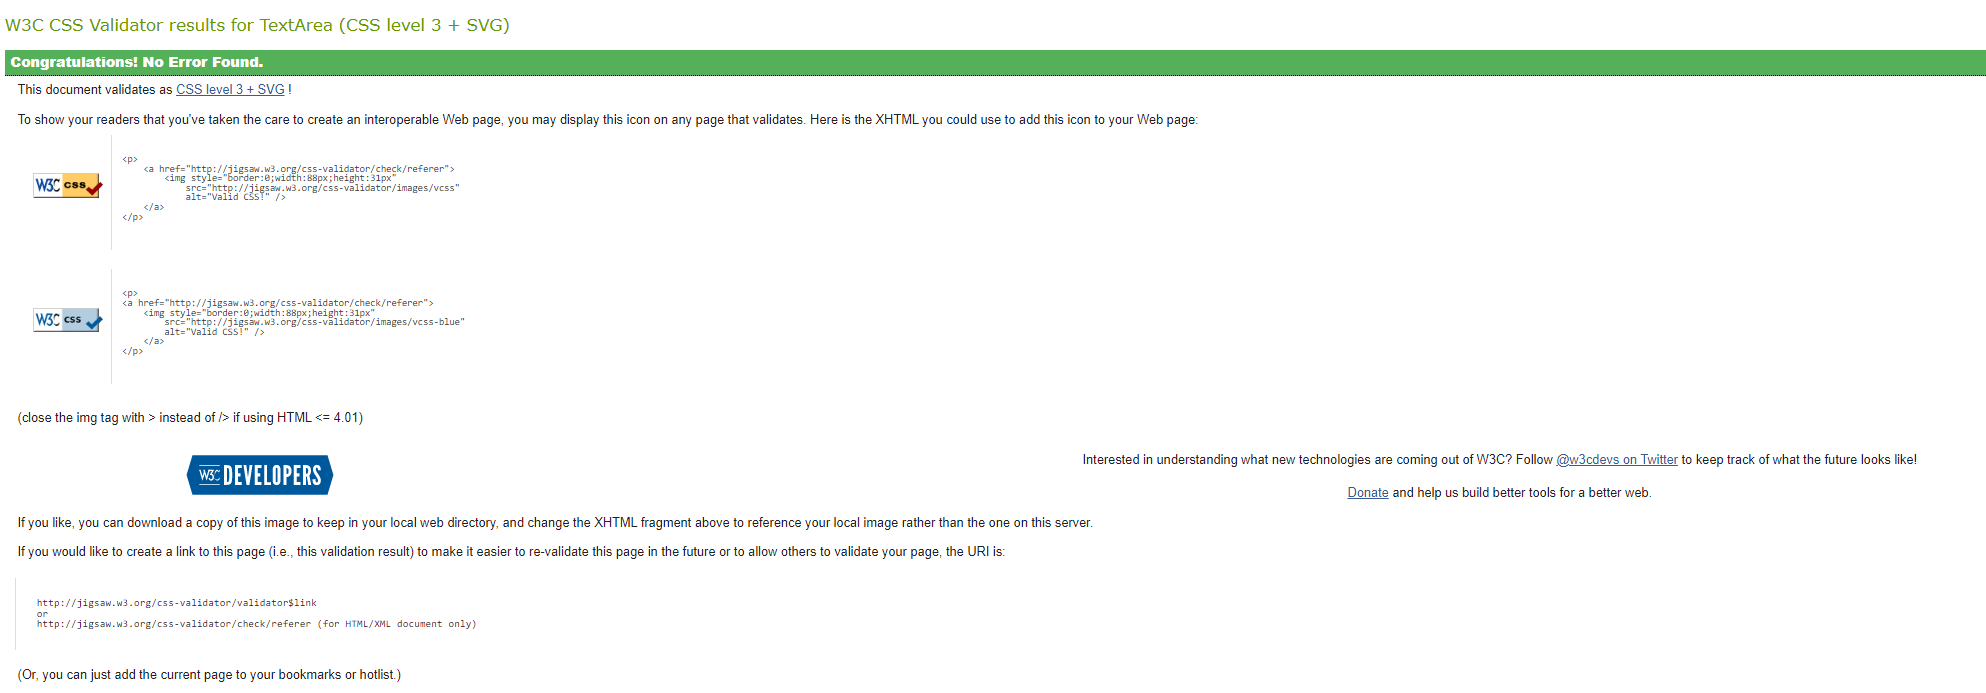 W3C CSS Validator results for TextArea (CSS level 3 + SVG)
Congratulations! No Error Found.
This document validates as CSS level 3 + SVG !
To show your readers that you've taken the care to create an interoperable Web page, you may display this icon on any page that validates. Here is the XHTML you could use to add this icon to your Web page:
W3C css
<p>
<a href="http://jigsaw.w3.org/css-validator/check/referer">
<img style="border:0;width:88px;height:31px"
src="http://jigsaw.w3.org/css-validator/images/vcss"
alt="Valid CSS!" />
</a>
</p>
W3C css
<p>
<a href="http://jigsaw.w3.org/css-validator/check/referer">
<img style="border:0;width:88px;height:31px"
src="http://jigsaw.w3.org/css-validator/images/vcss-blue"
alt="Valid CSS!" />
</a>
</p>
(close the img tag with > instead of /> if using HTML <= 4.01)
W3C DEVELOPERS
Interested in understanding what new technologies are coming out of W3C? Follow @w3cdevs on Twitter to keep track of what the future looks like!
Donate and help us build better tools for a better web.
If you like, you can download a copy of this image to keep in your local web directory, and change the XHTML fragment above to reference your local image rather than the one on this server.
If you would like to create a link to this page (i.e., this validation result) to make it easier to re-validate this page in the future or to allow others to validate your page, the URI is:
http://jigsaw.w3.org/css-validator/validator$link
or
http://jigsaw.w3.org/css-validator/check/referer (for HTML/XML document only)
(Or, you can just add the current page to your bookmarks or hotlist.)